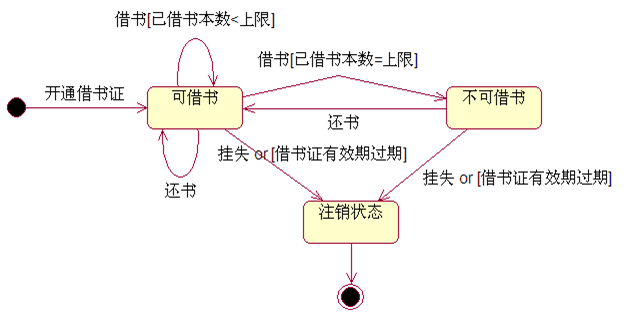 借书[已借书本数<上限]
借书[已借书本数=上限]
开通借书证
可借书
不可借书
还书
挂失 or [借书证有效期过期]
还书
挂失 or [借书证有效期过期]
注销状态